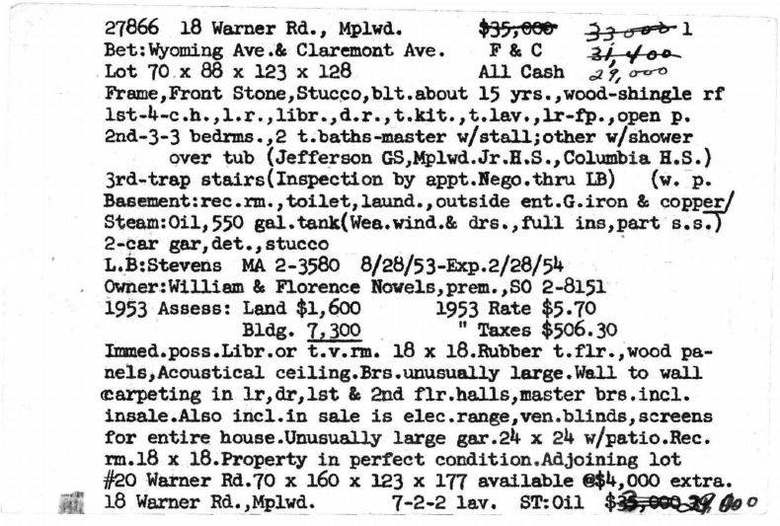 27866 18 Warner Rd., Mplwd. $35,000 33000 1
Bet:Wyoming Ave.& Claremont Ave. F & C 31,400
Lot 70 x 88 x 123 x 128 All Cash 29,000
Frame,Front Stone,Stucco,blt.about 15 yrs.,wood-shingle rf
1st-4-c.h.,l.r.,libr.,d.r.,t.kit.,t.lav.,lr-fp.,open p.
2nd-3-3 bedrms.,2 t.baths-master w/stall;other w/shower
over tub (Jefferson GS,Mplwd.Jr.H.S.,Columbia H.S.)
3rd-trap stairs(Inspection by appt.Nego.thru LB) (w. p.
Basement:rec.rm.,toilet,laund.,outside ent.G.iron & copper/
Steam:Oil,550 gal.tank(Wea.wind.& drs.,full ins,part s.s.)
2-car gar,det.,stucco
L.B:Stevens MA 2-3580 8/28/53-Exp.2/28/54
Owner:William & Florence Nowels,prem.,SO 2-8151
1953 Assess: Land $1,600 1953 Rate $5.70
Bldg. 7,300 " Taxes $506.30
Immed.poss.Libr.or t.v.rm. 18 x 18.Rubber t.flr.,wood pa-
nels,Acoustical ceiling.Brs.unusually large.Wall to wall
carpeting in lr,dr,1st & 2nd flr.halls,master brs.incl.
insale.Also incl.in sale is elec.range,ven.blinds,screens
for entire house.Unusually large gar.24 x 24 w/patio.Rec.
rm.18 x 18.Property in perfect condition.Adjoining lot
#20 Warner Rd.70 x 160 x 123 x 177 available @$4,000 extra.
18 Warner Rd.,Mplwd. 7-2-2 lav. ST:Oil $35,000 29,000